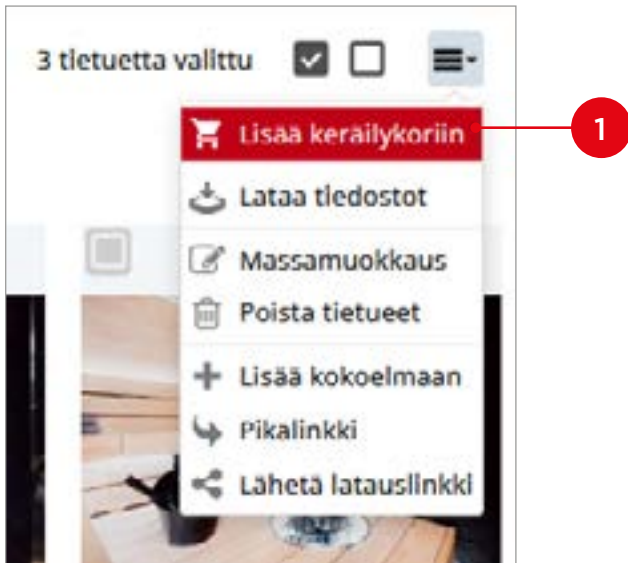 3 tietuetta valittu
Lisää keräilykoriin
1
Lataa tiedostot
Massamuokkaus
Poista tietueet
Lisää kokoelmaan
Pikalinkki
Lähetä latauslinkki